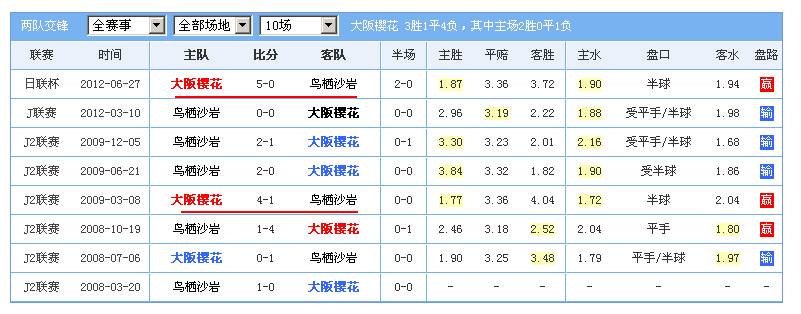 两队交锋 全赛事 全部场地 10场 大阪樱花 3胜1平4负，其中主场2胜0平1负
联赛 时间 主队 比分 客队 半场 主胜 平赔 客胜 主水 盘口 客水 盘路
日联杯 2012-06-27 大阪樱花 5-0 鸟栖沙岩 2-0 1.87 3.36 3.72 1.90 半球 1.94 赢
J联赛 2012-03-10 鸟栖沙岩 0-0 大阪樱花 0-0 2.96 3.19 2.22 1.88 受平手/半球 1.98 输
J2联赛 2009-12-05 鸟栖沙岩 2-1 大阪樱花 0-1 3.30 3.23 2.01 2.16 受平手/半球 1.68 输
J2联赛 2009-06-21 鸟栖沙岩 2-0 大阪樱花 0-0 3.84 3.32 1.82 1.90 受半球 1.86 输
J2联赛 2009-03-08 大阪樱花 4-1 鸟栖沙岩 0-0 1.77 3.36 4.04 1.72 半球 2.04 赢
J2联赛 2008-10-19 鸟栖沙岩 1-4 大阪樱花 0-1 2.46 3.18 2.52 2.04 平手 1.80 赢
J2联赛 2008-07-06 大阪樱花 0-1 鸟栖沙岩 0-0 1.90 3.25 3.48 1.79 平手/半球 1.97 输
J2联赛 2008-03-20 鸟栖沙岩 1-0 大阪樱花 0-0 - - - - - -